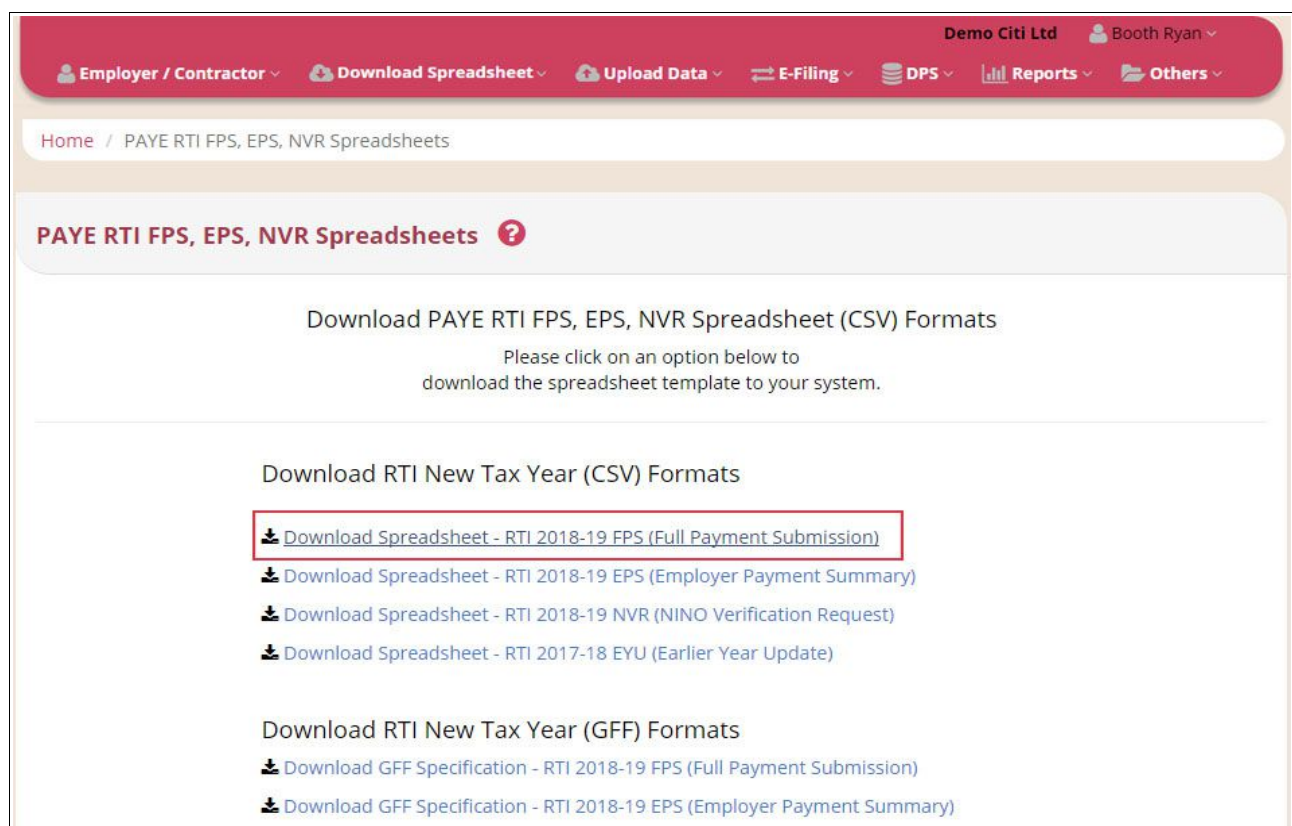 Demo Citi Ltd Booth Ryan
Employer / Contractor Download Spreadsheet Upload Data E-Filing DPS Reports Others
Home / PAYE RTI FPS, EPS, NVR Spreadsheets
PAYE RTI FPS, EPS, NVR Spreadsheets ?
Download PAYE RTI FPS, EPS, NVR Spreadsheet (CSV) Formats
Please click on an option below to
download the spreadsheet template to your system.
Download RTI New Tax Year (CSV) Formats
Download Spreadsheet - RTI 2018-19 FPS (Full Payment Submission)
Download Spreadsheet - RTI 2018-19 EPS (Employer Payment Summary)
Download Spreadsheet - RTI 2018-19 NVR (NINO Verification Request)
Download Spreadsheet - RTI 2017-18 EYU (Earlier Year Update)
Download RTI New Tax Year (GFF) Formats
Download GFF Specification - RTI 2018-19 FPS (Full Payment Submission)
Download GFF Specification - RTI 2018-19 EPS (Employer Payment Summary)